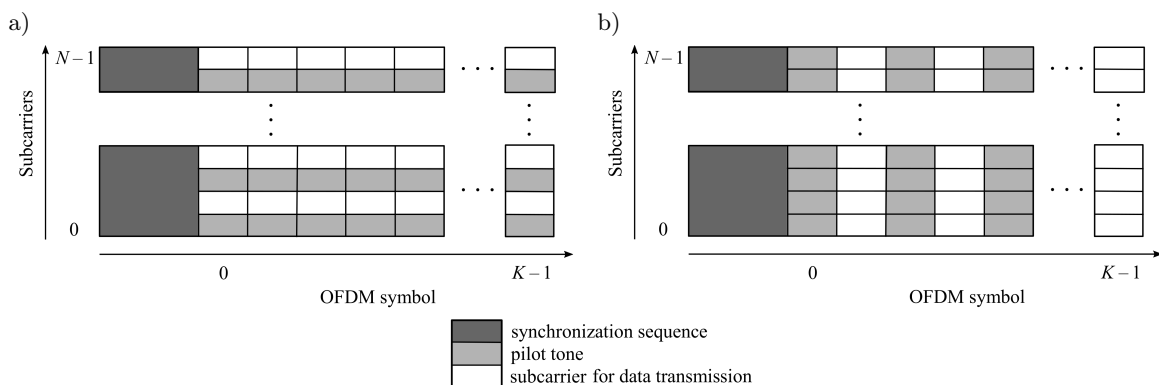 a)
b)
N – 1
Subcarriers
0
0
K – 1
OFDM symbol
N – 1
Subcarriers
0
0
K – 1
OFDM symbol
synchronization sequence
pilot tone
subcarrier for data transmission